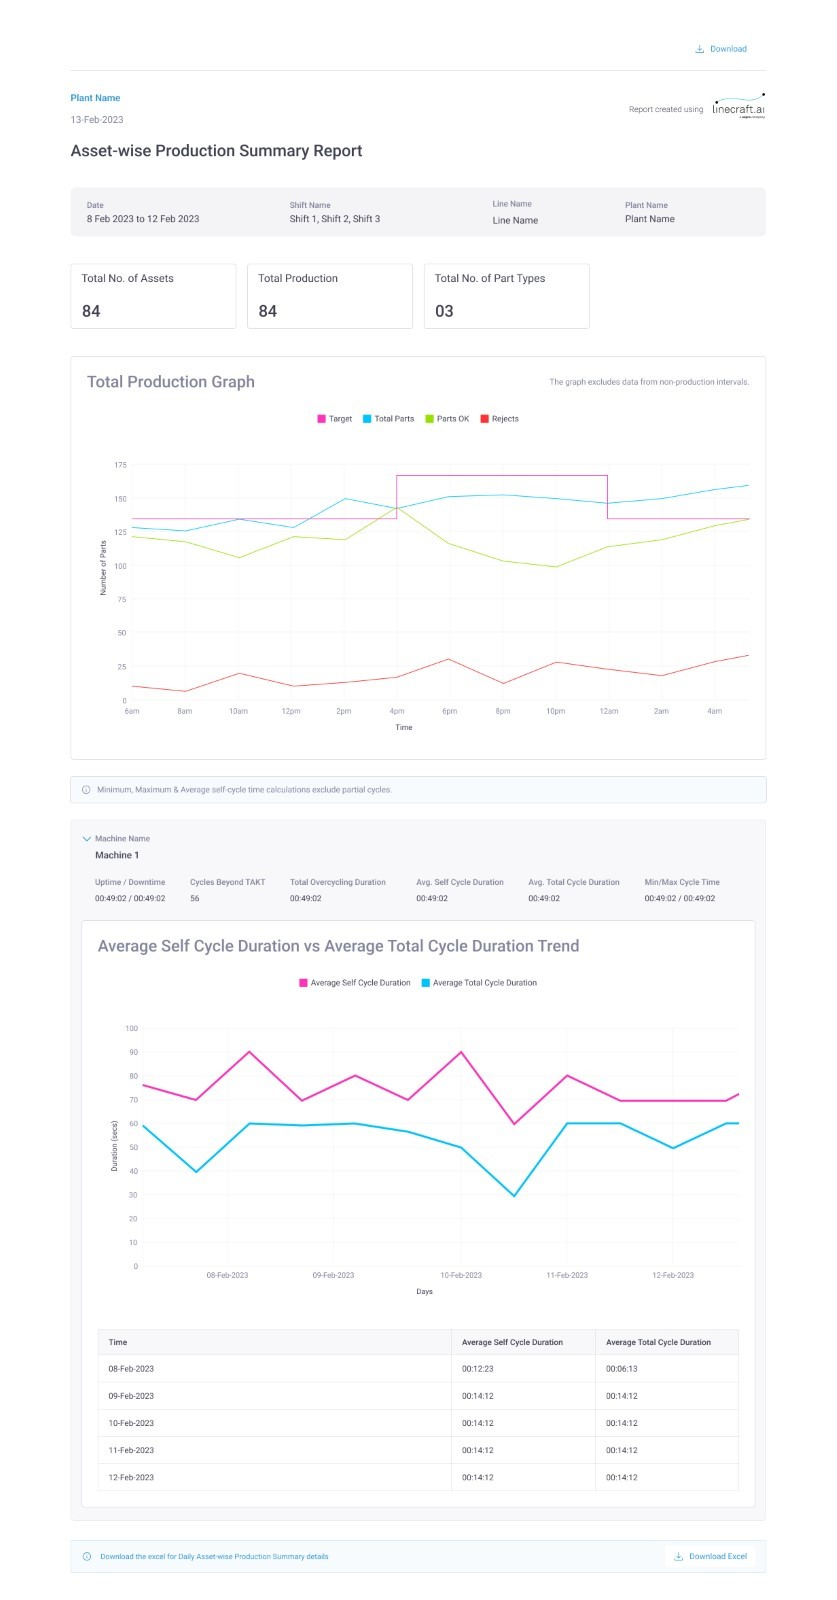 Download
Plant Name
13-Feb-2023
Report created using linecraft.ai
Asset-wise Production Summary Report
Date Shift Name Line Name Plant Name
8 Feb 2023 to 12 Feb 2023 Shift 1, Shift 2, Shift 3 Line Name Plant Name
Total No. of Assets Total Production Total No. of Part Types
84 84 03
Total Production Graph The graph excludes data from non-production intervals.
Target Total Parts Parts OK Rejects
175
150
125
100
75
50
25
0
Number of Parts
6am 8am 10am 12pm 2pm 4pm 6pm 8pm 10pm 12am 2am 4am
Time
Minimum, Maximum & Average self-cycle time calculations exclude partial cycles.
Machine Name
Machine 1
Uptime / Downtime Cycles Beyond TAKT Total Overcycling Duration Avg. Self Cycle Duration Avg. Total Cycle Duration Min/Max Cycle Time
00:49:02 / 00:49:02 56 00:49:02 00:49:02 00:49:02 00:49:02 / 00:49:02
Average Self Cycle Duration vs Average Total Cycle Duration Trend
Average Self Cycle Duration Average Total Cycle Duration
100
90
80
70
60
50
40
30
20
10
0
Duration (secs)
08-Feb-2023 09-Feb-2023 10-Feb-2023 11-Feb-2023 12-Feb-2023
Days
Time Average Self Cycle Duration Average Total Cycle Duration
08-Feb-2023 00:12:23 00:06:13
09-Feb-2023 00:14:12 00:14:12
10-Feb-2023 00:14:12 00:14:12
11-Feb-2023 00:14:12 00:14:12
12-Feb-2023 00:14:12 00:14:12
Download the excel for Daily Asset-wise Production Summary details Download Excel